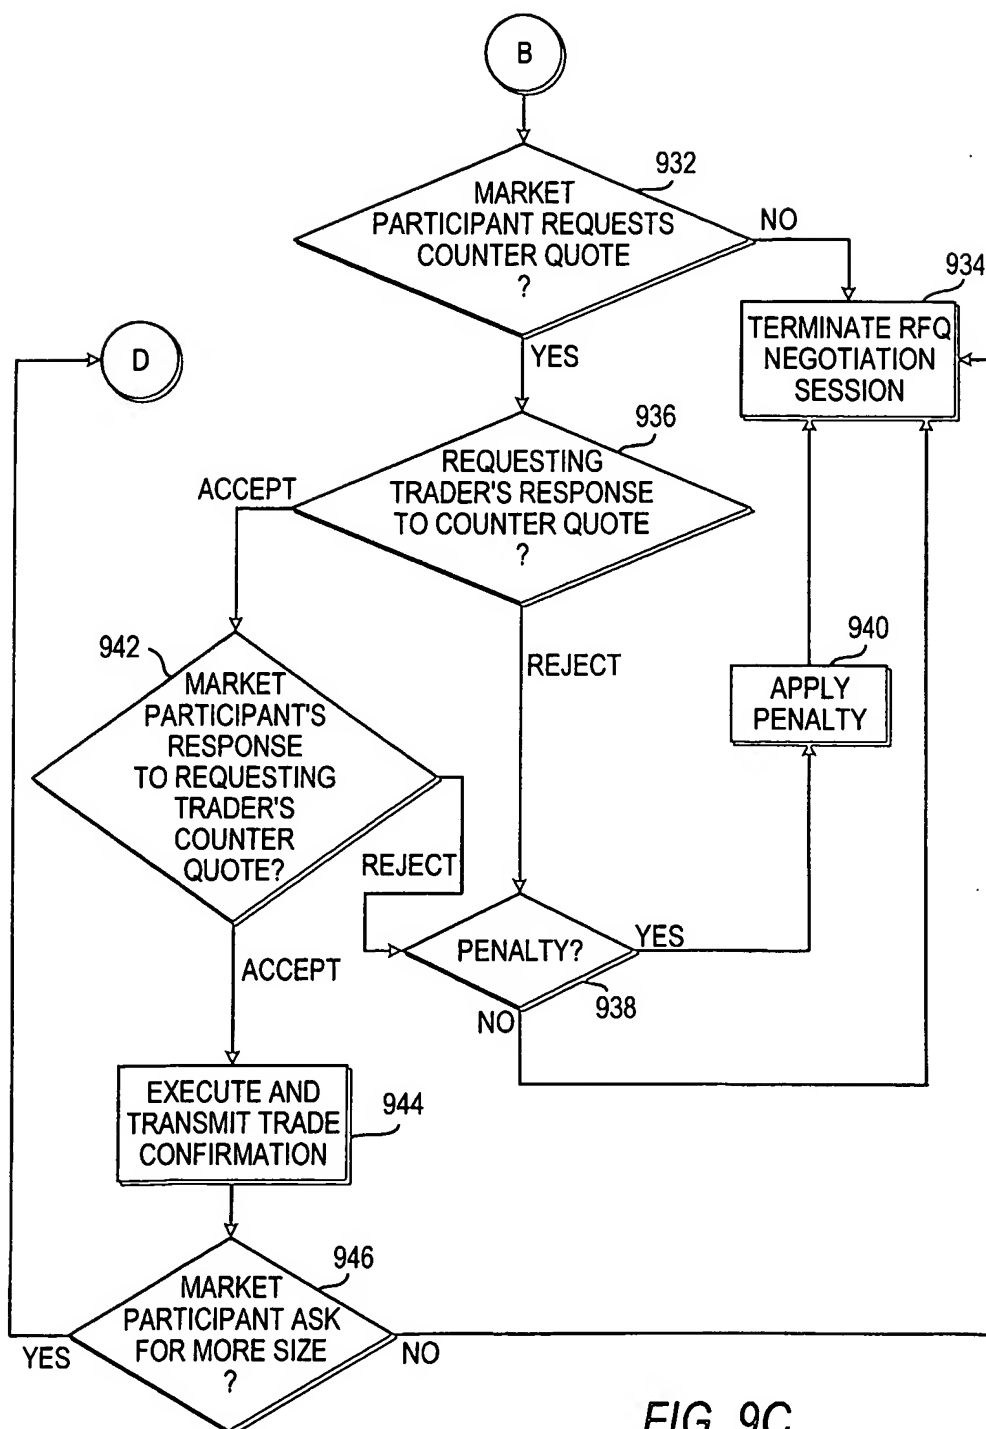 B
932
MARKET
PARTICIPANT REQUESTS
COUNTER QUOTE
?
NO
934
TERMINATE RFQ
NEGOTIATION
SESSION
D
YES
936
REQUESTING
TRADER'S RESPONSE
TO COUNTER QUOTE
?
ACCEPT
942
MARKET
PARTICIPANT'S
RESPONSE
TO REQUESTING
TRADER'S
COUNTER
QUOTE?
REJECT
940
APPLY
PENALTY
REJECT
PENALTY?
YES
938
NO
ACCEPT
EXECUTE AND
TRANSMIT TRADE
CONFIRMATION
944
946
MARKET
PARTICIPANT ASK
FOR MORE SIZE
?
YES
NO
FIG. 9C